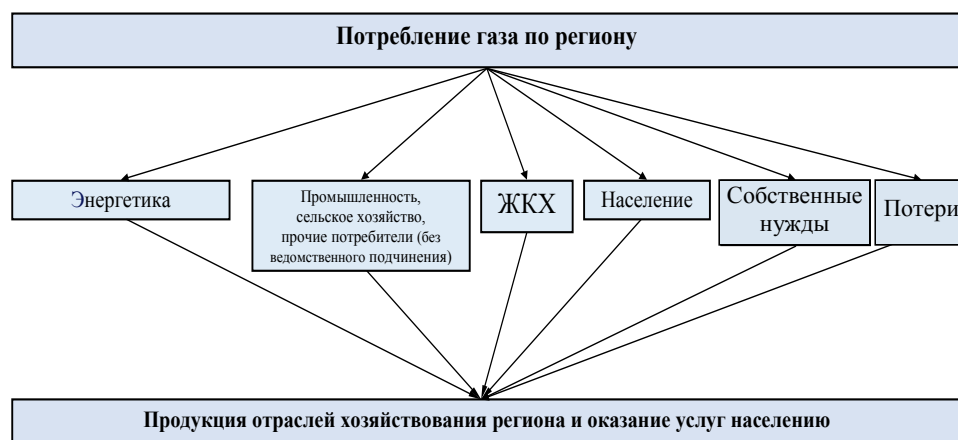 Потребление газа по региону
Энергетика
Промышленность,
сельское хозяйство,
прочие потребители (без
ведомственного подчинения)
ЖКХ
Население
Собственные
нужды
Потери
Продукция отраслей хозяйствования региона и оказание услуг населению